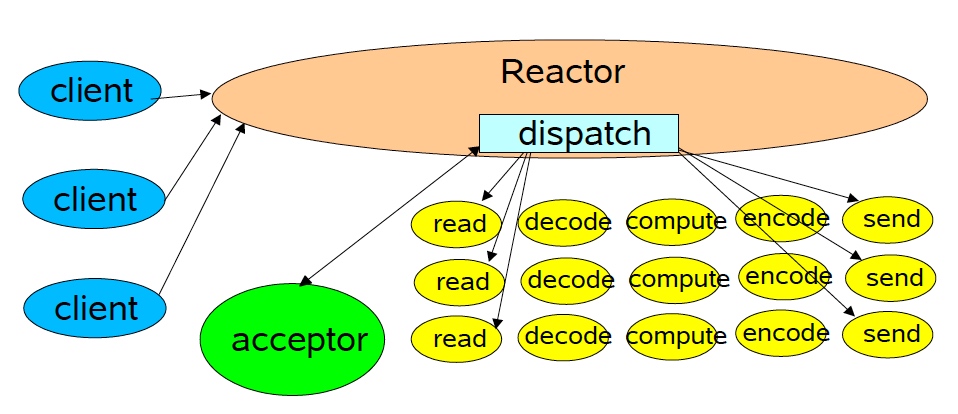 Reactor
dispatch
client
client
client
acceptor
read decode compute encode send
read decode compute encode send
read decode compute encode send